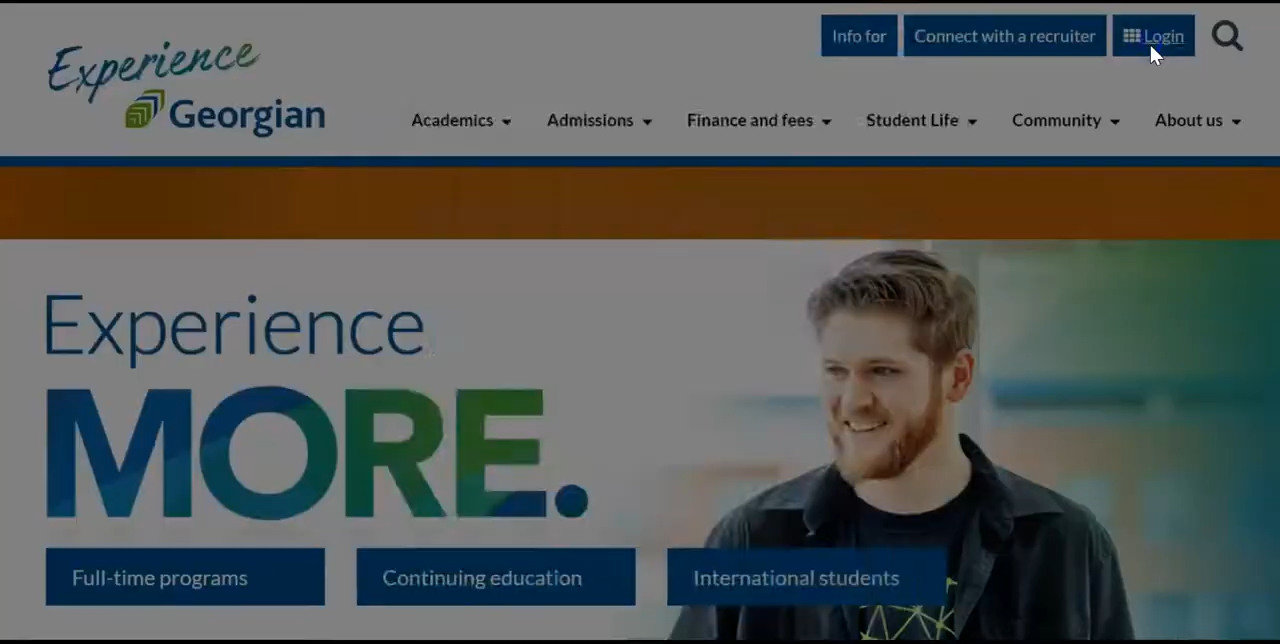 Info for
Connect with a recruiter
Login
Experience
Georgian
Academics
Admissions
Finance and fees
Student Life
Community
About us
Experience
MORE.
Full-time programs
Continuing education
International students